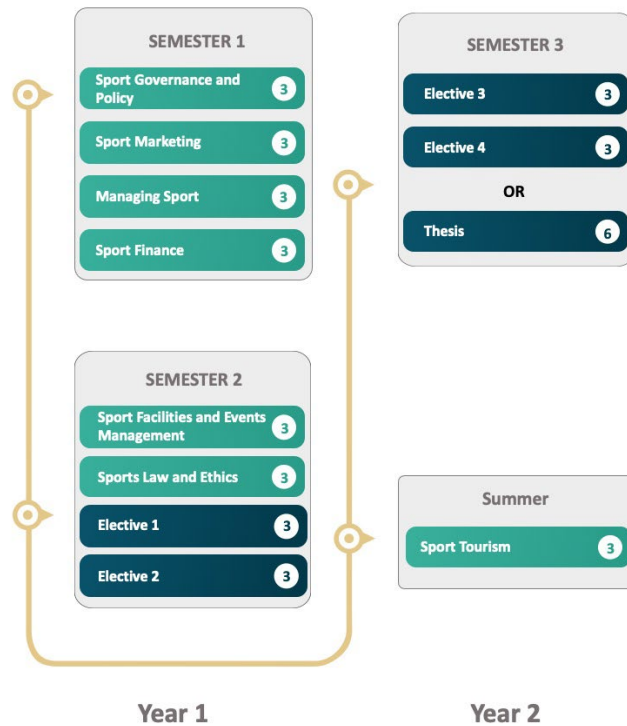 SEMESTER 1
Sport Governance and
Policy
3
Sport Marketing
3
Managing Sport
3
Sport Finance
3
SEMESTER 2
Sport Facilities and Events
Management
3
Sports Law and Ethics
3
Elective 1
3
Elective 2
3
Year 1
SEMESTER 3
Elective 3
3
Elective 4
3
OR
Thesis
6
Summer
Sport Tourism
3
Year 2